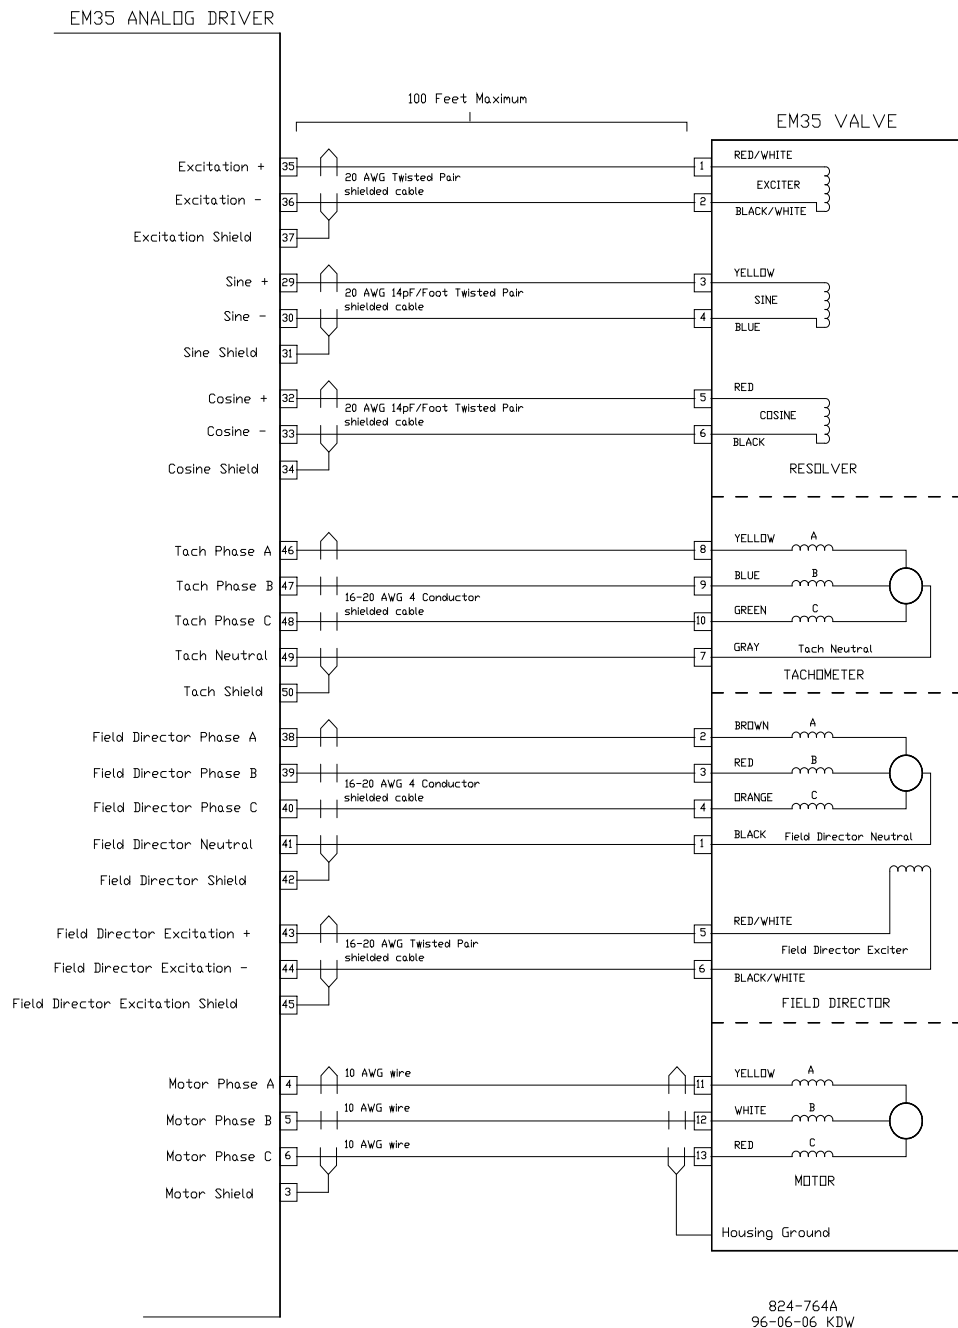 EM35 ANALOG DRIVER
100 Feet Maximum
EM35 VALVE
Excitation + 35 1 RED/WHITE
20 AWG Twisted Pair
shielded cable
EXCITER
Excitation - 36 2 BLACK/WHITE
Excitation Shield 37
Sine + 29 3 YELLOW
20 AWG 14pF/Foot Twisted Pair
shielded cable
SINE
Sine - 30 4 BLUE
Sine Shield 31
Cosine + 32 5 RED
20 AWG 14pF/Foot Twisted Pair
shielded cable
COSINE
Cosine - 33 6 BLACK
Cosine Shield 34
RESOLVER
Tach Phase A 46 8 YELLOW A
Tach Phase B 47 9 BLUE B
16-20 AWG 4 Conductor
shielded cable
Tach Phase C 48 10 GREEN C
Tach Neutral 49 7 GRAY Tach Neutral
Tach Shield 50
TACHOMETER
Field Director Phase A 38 2 BROWN A
Field Director Phase B 39 3 RED B
16-20 AWG 4 Conductor
shielded cable
Field Director Phase C 40 4 ORANGE C
Field Director Neutral 41 1 BLACK Field Director Neutral
Field Director Shield 42
Field Director Excitation + 43 5 RED/WHITE
16-20 AWG Twisted Pair
shielded cable
Field Director Exciter
Field Director Excitation - 44 6 BLACK/WHITE
Field Director Excitation Shield 45
FIELD DIRECTOR
Motor Phase A 4 10 AWG wire 11 YELLOW A
Motor Phase B 5 10 AWG wire 12 WHITE B
Motor Phase C 6 10 AWG wire 13 RED C
MOTOR
Motor Shield 3
Housing Ground
824-764A
96-06-06 KDW